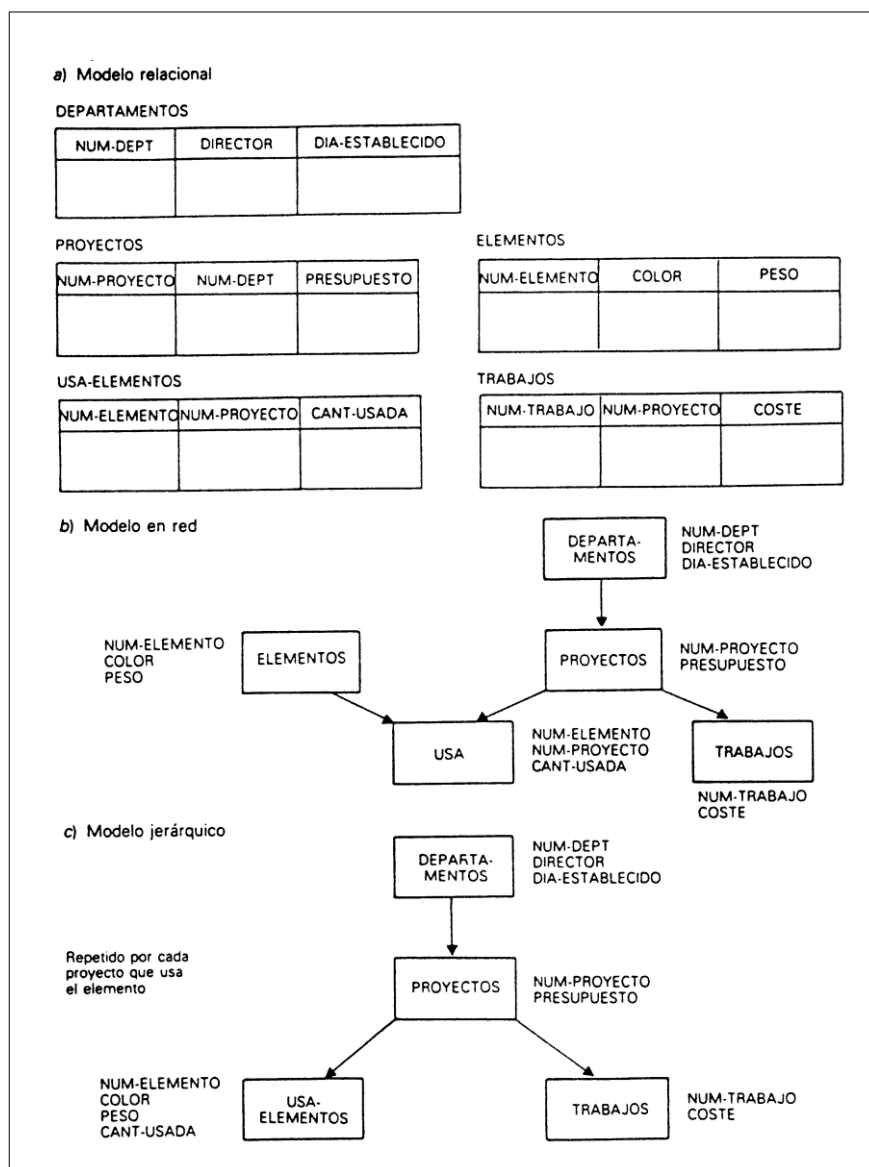 a) Modelo relacional
DEPARTAMENTOS
NUM-DEPT DIRECTOR DIA-ESTABLECIDO
PROYECTOS
NUM-PROYECTO NUM-DEPT PRESUPUESTO
ELEMENTOS
NUM-ELEMENTO COLOR PESO
USA-ELEMENTOS
NUM-ELEMENTO NUM-PROYECTO CANT-USADA
TRABAJOS
NUM-TRABAJO NUM-PROYECTO COSTE
b) Modelo en red
DEPARTA-
MENTOS
NUM-DEPT
DIRECTOR
DIA-ESTABLECIDO
NUM-ELEMENTO
COLOR
PESO
ELEMENTOS
PROYECTOS
NUM-PROYECTO
PRESUPUESTO
USA
NUM-ELEMENTO
NUM-PROYECTO
CANT-USADA
TRABAJOS
NUM-TRABAJO
COSTE
c) Modelo jerárquico
DEPARTA-
MENTOS
NUM-DEPT
DIRECTOR
DIA-ESTABLECIDO
Repetido por cada
proyecto que usa
el elemento
PROYECTOS
NUM-PROYECTO
PRESUPUESTO
NUM-ELEMENTO
COLOR
PESO
CANT-USADA
USA-
ELEMENTOS
TRABAJOS
NUM-TRABAJO
COSTE